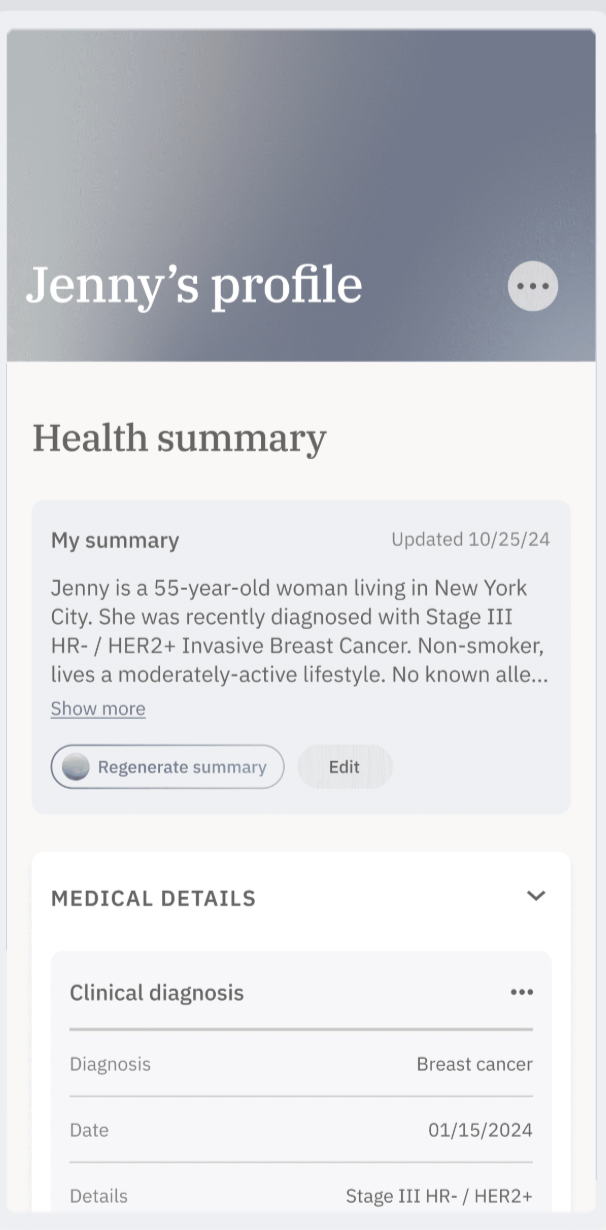 Jenny’s profile
Health summary
My summary
Updated 10/25/24
Jenny is a 55-year-old woman living in New York
City. She was recently diagnosed with Stage III
HR- / HER2+ Invasive Breast Cancer. Non-smoker,
lives a moderately-active lifestyle. No known alle...
Show more
Regenerate summary
Edit
MEDICAL DETAILS
Clinical diagnosis
Diagnosis
Breast cancer
Date
01/15/2024
Details
Stage III HR- / HER2+